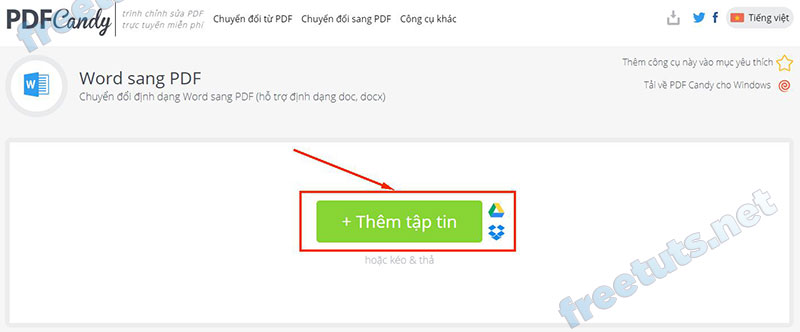 PDFCandy
trình chỉnh sửa PDF
trực tuyến miễn phí
Chuyển đổi từ PDF
Chuyển đổi sang PDF
Công cụ khác
Tiếng việt
Thêm công cụ này vào mục yêu thích
Tải về PDF Candy cho Windows
W
Word sang PDF
Chuyển đổi định dạng Word sang PDF (hỗ trợ định dạng doc, docx)
+ Thêm tập tin
hoặc kéo & thả
freetuts.net
freetuts.net